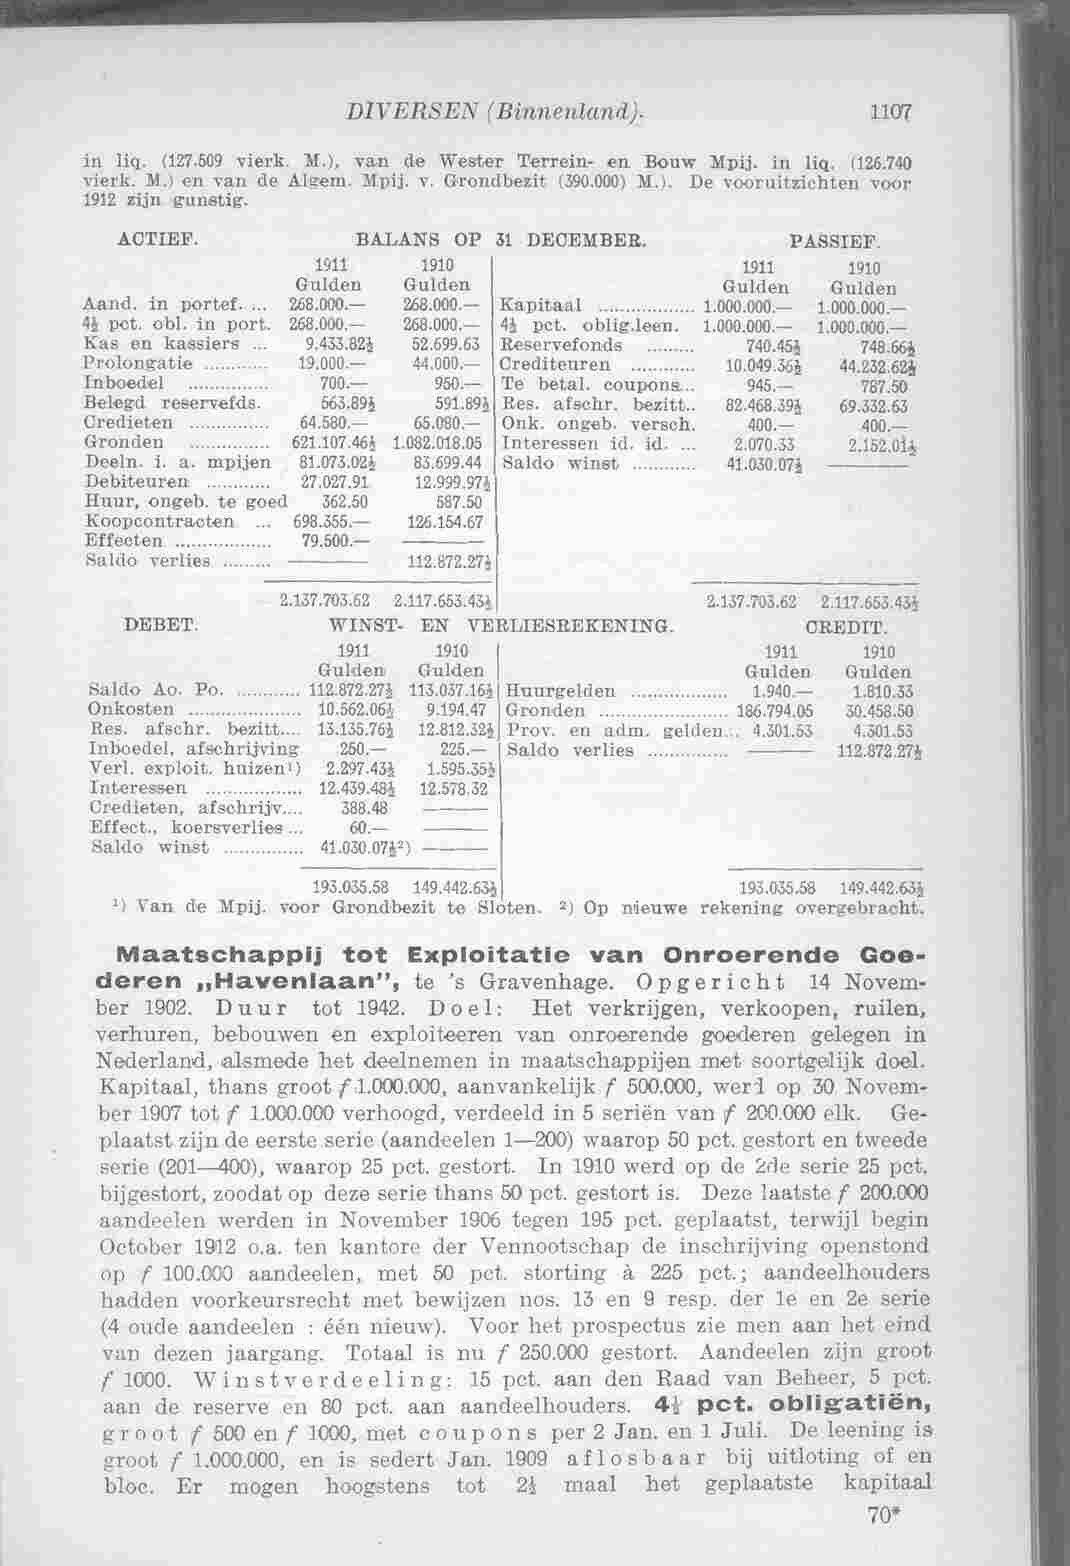 DIVERSEN (Binnenland). 1107
in liq. (127.509 vierk. M.), van de Wester Terrein- en Bouw Mpij. in liq. (126.740
vierk. M.) en van de Algem. Mpij. v. Grondbezit (390.000) M.). De vooruitzichten voor
1912 zijn gunstig.
ACTIEF. BALANS OP 31 DECEMBER. PASSIEF.
1911 1910 1911 1910
Gulden Gulden Gulden Gulden
Aand. in portef. ... 268.000.— 268.000.— Kapitaal .................. 1.000.000.— 1.000.000.—
4½ pct. obl. in port. 268.000.— 268.000.— 4½ pct. oblig.leen. 1.000.000.— 1.000.000.—
Kas en kassiers ... 9.433.82½ 52.699.63 Reservefonds ......... 740.45½ 748.66½
Prolongatie ............ 19.000.— 44.000.— Crediteuren ............ 10.049.36½ 44.232.62½
Inboedel ............... 700.— 950.— Te betal. coupons... 945.— 787.50
Belegd reservefds. 563.89½ 591.89½ Res. afschr. bezitt.. 82.468.39½ 69.332.63
Credieten ............... 64.580.— 65.080.— Onk. ongeb. versch. 400.— 400.—
Gronden ............... 621.107.46½ 1.082.018.05 Interessen id. id. ... 2.070.33 2.152.01½
Deeln. i. a. mpijen 81.073.02½ 83.699.44 Saldo winst ............ 41.030.07½ ———
Debiteuren ............ 27.027.91 12.999.97½
Huur, ongeb. te goed 362.50 587.50
Koopcontracten ... 698.355.— 126.154.67
Effecten .................. 79.500.— ———
Saldo verlies ......... ——— 112.872.27½
2.137.703.62 2.117.653.43½ 2.137.703.62 2.117.653.43½
DEBET. WINST- EN VERLIESREKENING. CREDIT.
1911 1910 1911 1910
Gulden Gulden Gulden Gulden
Saldo Ao. Po. ............ 112.872.27½ 113.037.16½ Huurgelden .................. 1.940.— 1.810.33
Onkosten ..................... 10.562.06½ 9.194.47 Gronden ........................ 186.794.05 30.458.50
Res. afschr. bezitt.... 13.135.76½ 12.812.32½ Prov. en adm. gelden... 4.301.53 4.301.53
Inboedel, afschrijving 250.— 225.— Saldo verlies ............... ——— 112.872.27½
Verl. exploit. huizen¹) 2.297.43½ 1.595.35½
Interessen .................. 12.439.48½ 12.578.32
Credieten, afschrijv.... 388.48 ———
Effect., koersverlies... 60.— ———
Saldo winst ............... 41.030.07½²) ———
193.035.58 149.442.63½ 193.035.58 149.442.63½
¹) Van de Mpij. voor Grondbezit te Sloten. ²) Op nieuwe rekening overgebracht.
Maatschappij tot Exploitatie van Onroerende Goe-
deren „Havenlaan", te 's Gravenhage. Opgericht 14 Novem-
ber 1902. Duur tot 1942. Doel: Het verkrijgen, verkoopen, ruilen,
verhuren, bebouwen en exploiteeren van onroerende goederen gelegen in
Nederland, alsmede het deelnemen in maatschappijen met soortgelijk doel.
Kapitaal, thans groot f 1.000.000, aanvankelijk f 500.000, werd op 30 Novem-
ber 1907 tot f 1.000.000 verhoogd, verdeeld in 5 seriën van f 200.000 elk. Ge-
plaatst zijn de eerste serie (aandeelen 1—200) waarop 50 pct. gestort en tweede
serie (201—400), waarop 25 pct. gestort. In 1910 werd op de 2de serie 25 pct.
bijgestort, zoodat op deze serie thans 50 pct. gestort is. Deze laatste f 200.000
aandeelen werden in November 1906 tegen 195 pct. geplaatst, terwijl begin
October 1912 o.a. ten kantore der Vennootschap de inschrijving openstond
op f 100.000 aandeelen, met 50 pct. storting à 225 pct.; aandeelhouders
hadden voorkeursrecht met bewijzen nos. 13 en 9 resp. der 1e en 2e serie
(4 oude aandeelen : één nieuw). Voor het prospectus zie men aan het eind
van dezen jaargang. Totaal is nu f 250.000 gestort. Aandeelen zijn groot
f 1000. Winstverdeeling: 15 pct. aan den Raad van Beheer, 5 pct.
aan de reserve en 80 pct. aan aandeelhouders. 4½ pct. obligatiën,
groot f 500 en f 1000, met coupons per 2 Jan. en 1 Juli. De leening is
groot f 1.000.000, en is sedert Jan. 1909 aflosbaar bij uitloting of en
bloc. Er mogen hoogstens tot 2½ maal het geplaatste kapitaal
70*